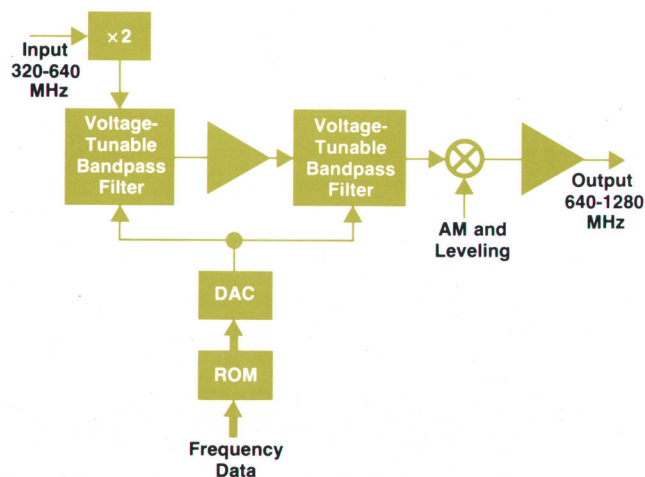 ×2
Input
320-640
MHz
Voltage-
Tunable
Bandpass
Filter
Voltage-
Tunable
Bandpass
Filter
Output
640-1280
MHz
AM and
Leveling
DAC
ROM
Frequency
Data